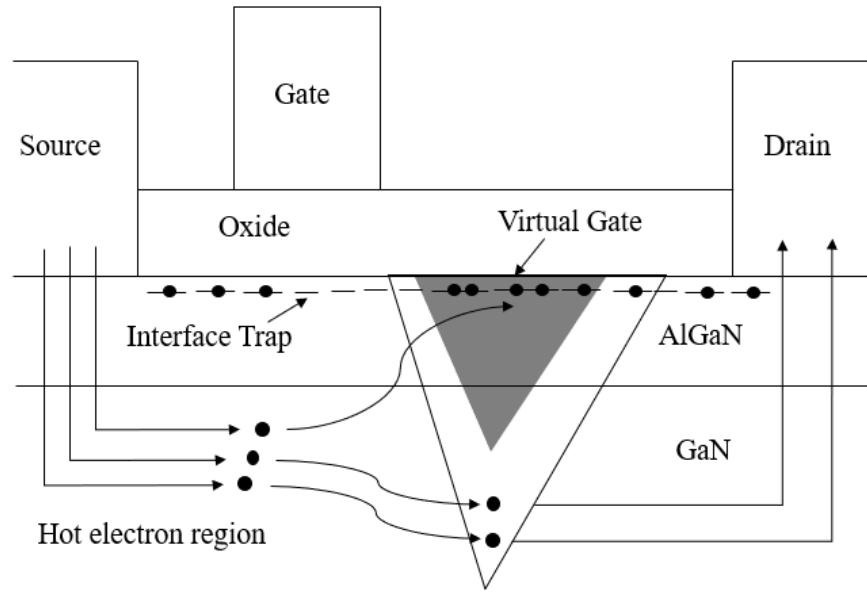 Gate
Source
Drain
Oxide
Virtual Gate
Interface Trap
AlGaN
GaN
Hot electron region